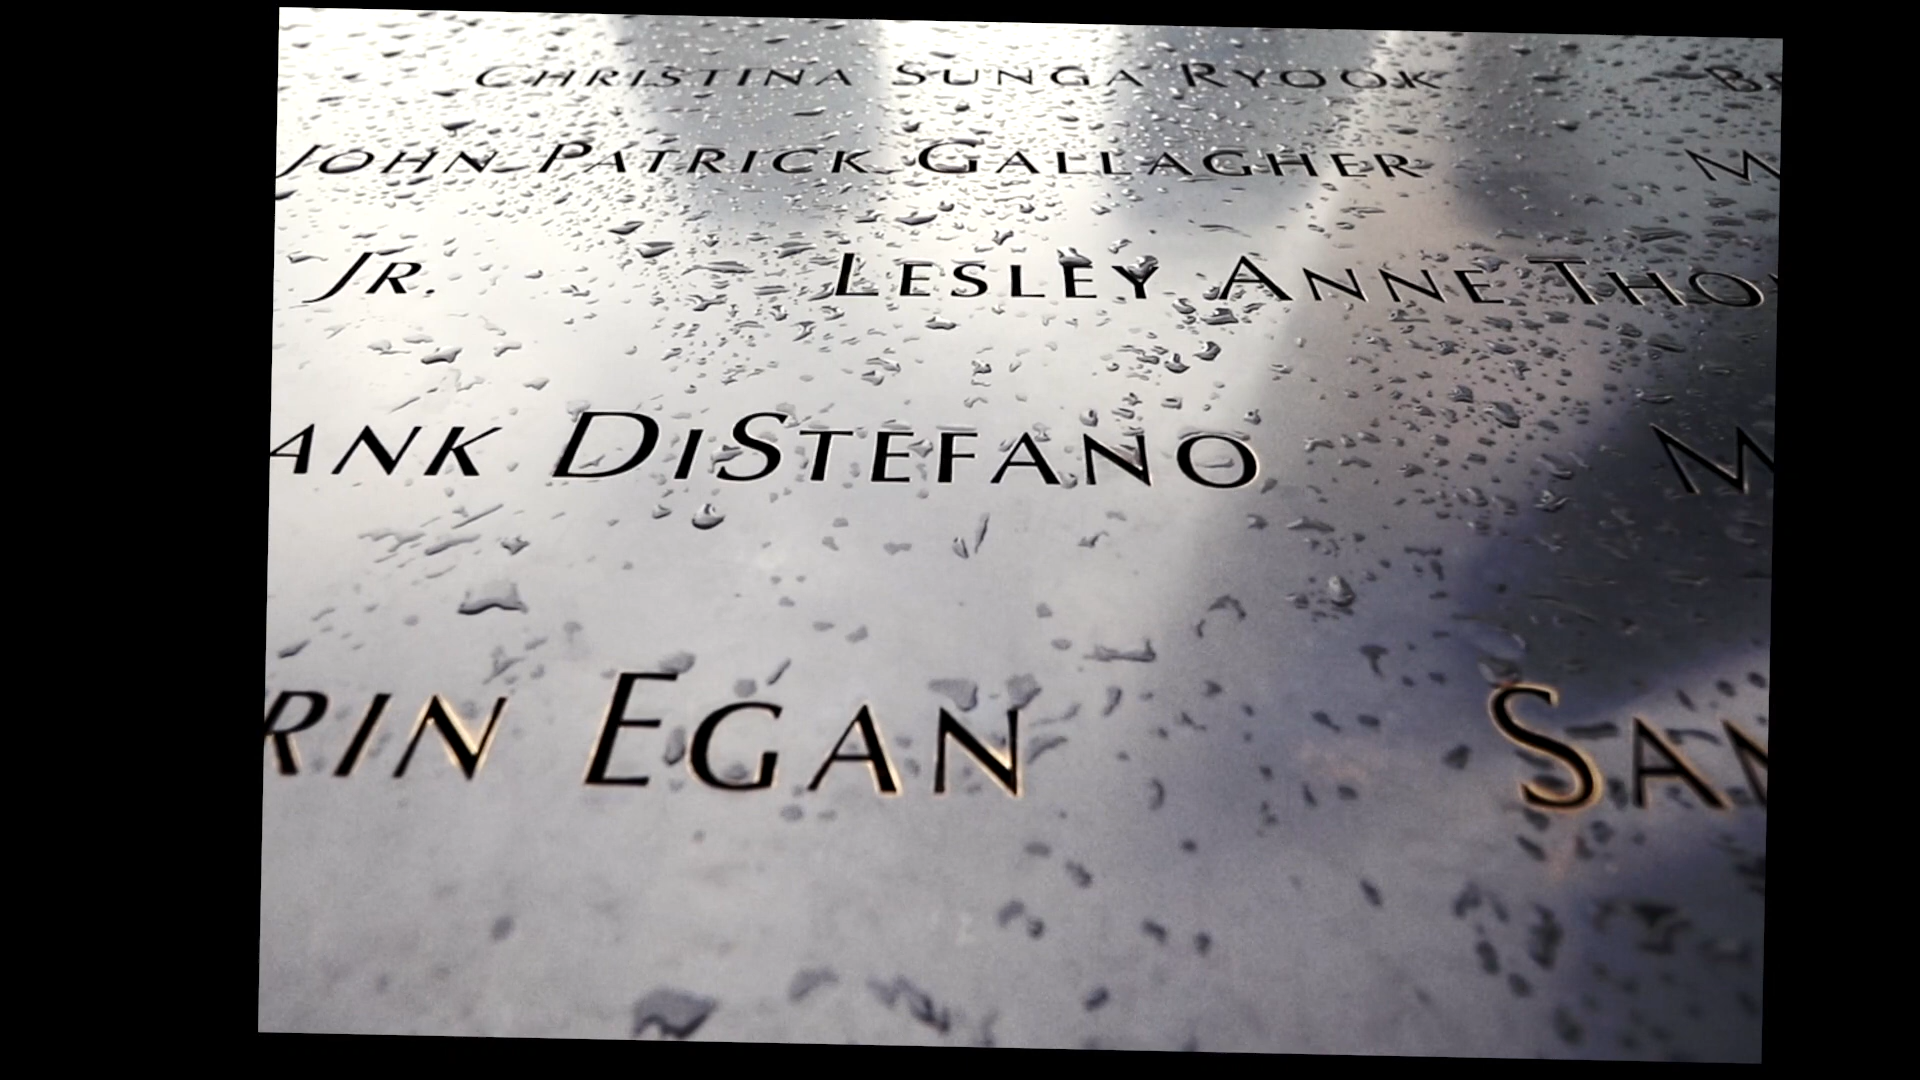 CHRISTINA SUNGA RYOOK
JOHN PATRICK GALLAGHER
JR. LESLEY ANNE
DISTEFANO
EGAN